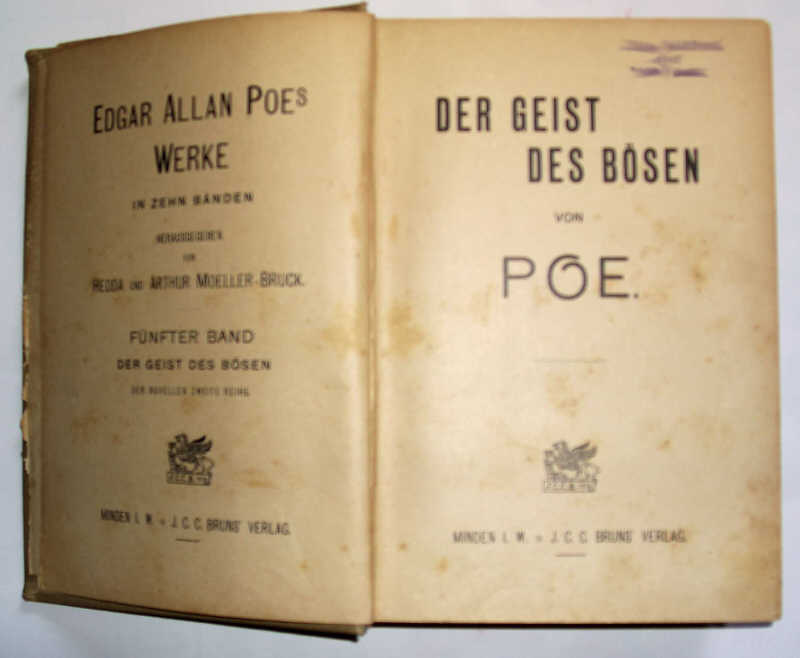 EDGAR ALLAN POES
WERKE
IN ZEHN BÄNDEN
HERAUSGEGEBEN
VON
HEDDA UND ARTHUR MOELLER-BRUCK.
FÜNFTER BAND
DER GEIST DES BÖSEN
DER NOVELLEN ZWEITE REIHE.
MINDEN I. W. = J. C. C. BRUNS' VERLAG.
DER GEIST
DES BÖSEN
VON
POE.
MINDEN I. W. = J. C. C. BRUNS' VERLAG.